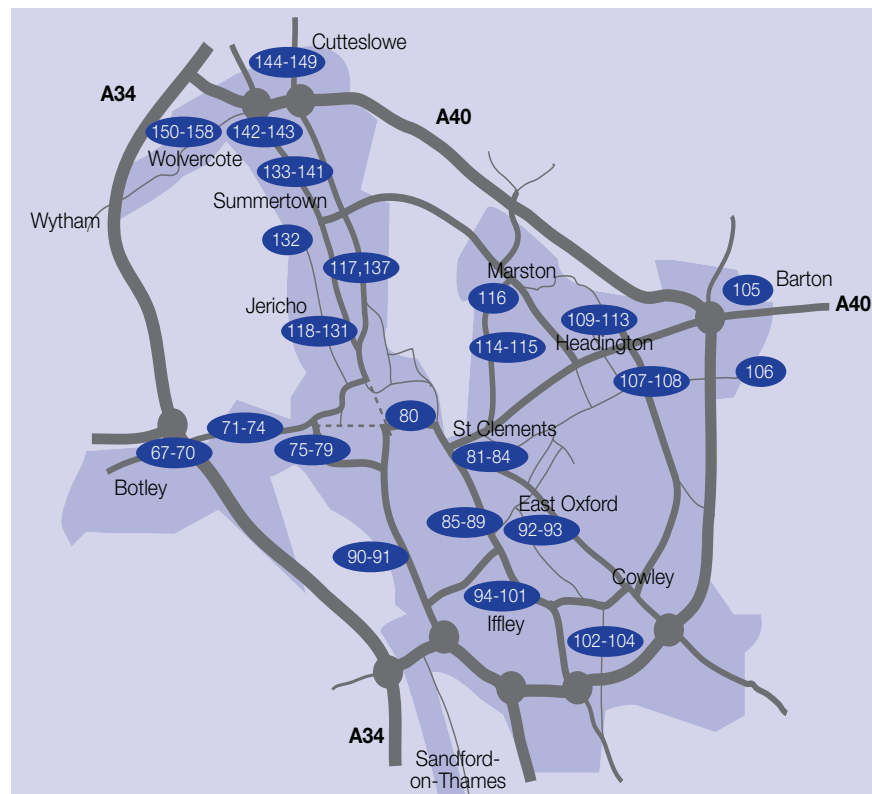 Cutteslowe
144-149
A34
A40
150-158
142-143
Wolvercote
133-141
Summertown
Wytham
132
117,137
Marston
105
Barton
116
Jericho
A40
118-131
109-113
Headington
114-115
106
107-108
80
71-74
St Clements
75-79
67-70
81-84
Botley
East Oxford
85-89
92-93
90-91
Cowley
94-101
Iffley
102-104
A34
Sandford-
on-Thames